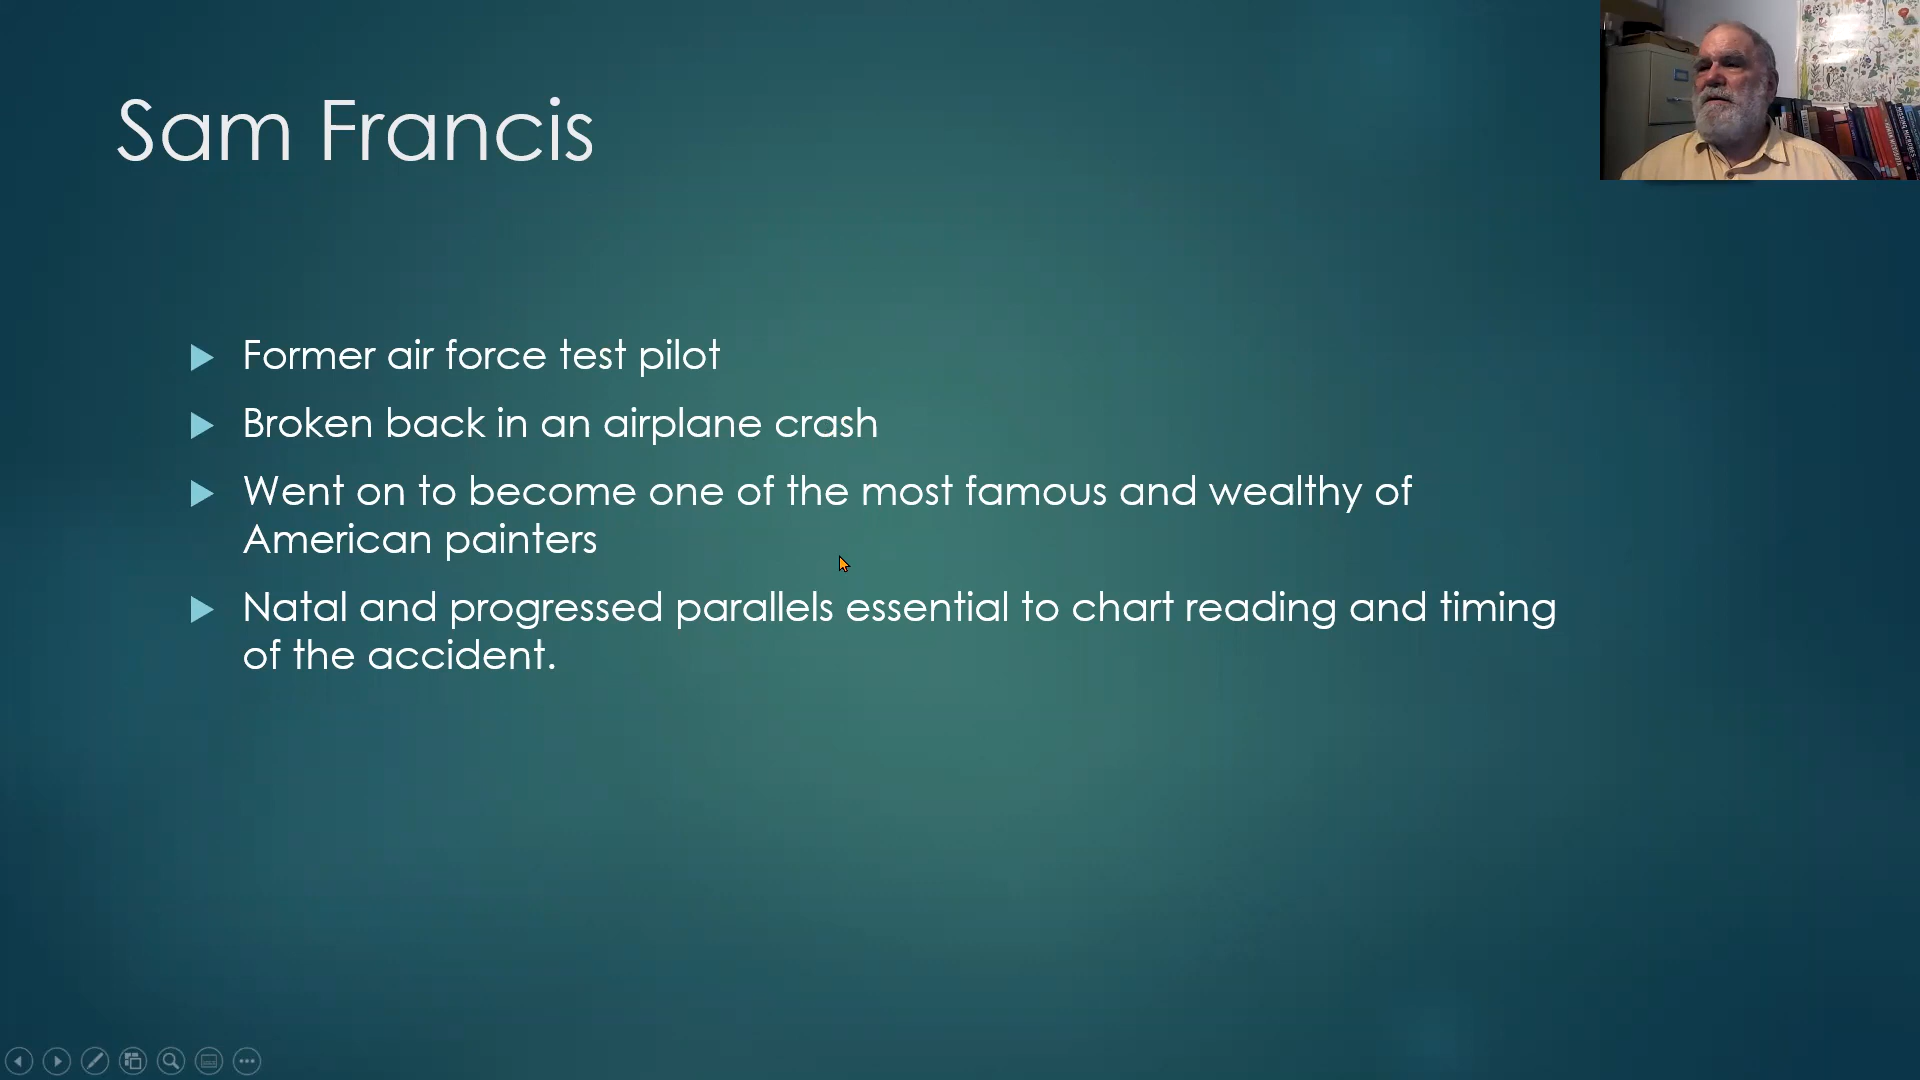 Sam Francis
Former air force test pilot
Broken back in an airplane crash
Went on to become one of the most famous and wealthy of
American painters
Natal and progressed parallels essential to chart reading and timing
of the accident.